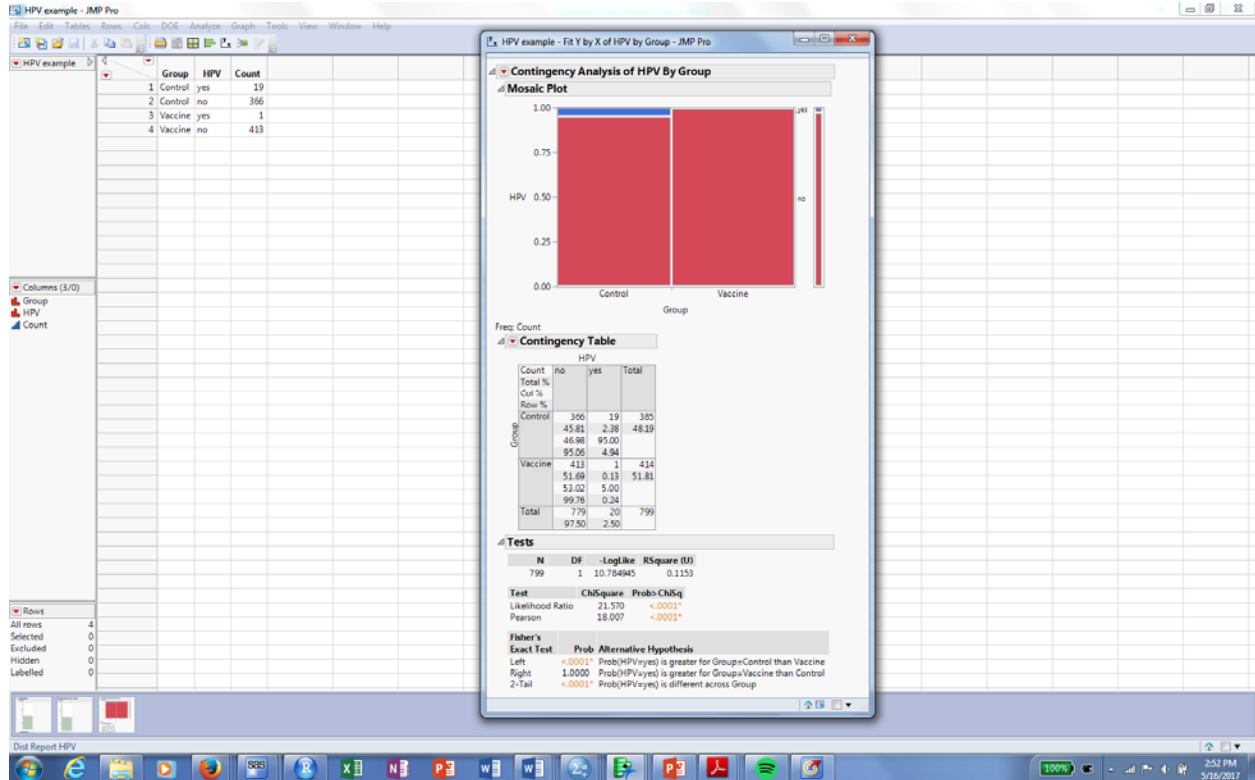 HPV example - JMP Pro
File Edit Tables Rows Cols DOE Analyze Graph Tools View Window Help
HPV example
Group HPV Count
1 Control yes 19
2 Control no 366
3 Vaccine yes 1
4 Vaccine no 413
Columns (3/0)
Group
HPV
Count
Rows
All rows 4
Selected 0
Excluded 0
Hidden 0
Labelled 0
HPV example - Fit Y by X of HPV by Group - JMP Pro
Contingency Analysis of HPV By Group
Mosaic Plot
1.00
yes
0.75
HPV 0.50
no
0.25
0.00
Control Vaccine
Group
Freq: Count
Contingency Table
HPV
Count no yes Total
Total %
Col %
Row %
Group
Control 366 19 385
45.81 2.38 48.19
46.98 95.00
95.06 4.94
Vaccine 413 1 414
51.69 0.13 51.81
53.02 5.00
99.76 0.24
Total 779 20 799
97.50 2.50
Tests
N DF -LogLike RSquare (U)
799 1 10.784945 0.1153
Test ChiSquare Prob>ChiSq
Likelihood Ratio 21.570 <.0001*
Pearson 18.007 <.0001*
Fisher's
Exact Test Prob Alternative Hypothesis
Left <.0001* Prob(HPV=yes) is greater for Group=Control than Vaccine
Right 1.0000 Prob(HPV=yes) is greater for Group=Vaccine than Control
2-Tail <.0001* Prob(HPV=yes) is different across Group
Dist Report HPV
100%
2:52 PM
5/16/2017